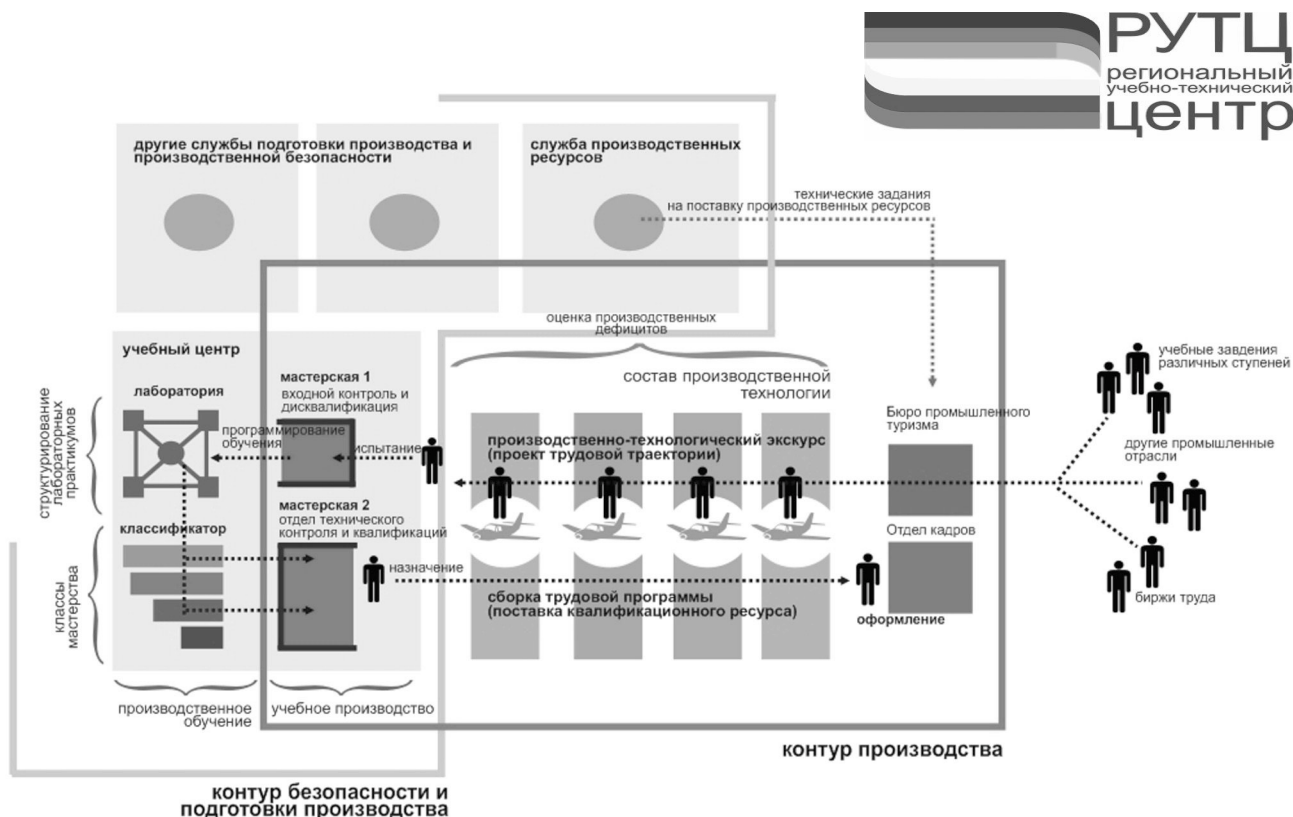 РУТЦ
региональный
учебно-технический
центр
другие службы подготовки производства и
производственной безопасности
служба производственных
ресурсов
технические задания
на поставку производственных ресурсов
оценка производственных
дефицитов
учебный центр
лаборатория
мастерская 1
входной контроль и
дисквалификация
состав производственной
технологии
учебные завдения
различных ступеней
структурирование
лабораторных
практикумов
программирование
обучения
испытание
производственно-технологический экскурс
(проект трудовой траектории)
Бюро промышленного
туризма
другие промышленные
отрасли
мастерская 2
отдел технического
контроля и квалификаций
классификатор
Отдел кадров
классы
мастерства
назначение
сборка трудовой программы
(поставка квалификационного ресурса)
оформление
биржи труда
производственное
обучение
учебное производство
контур производства
контур безопасности и
подготовки производства